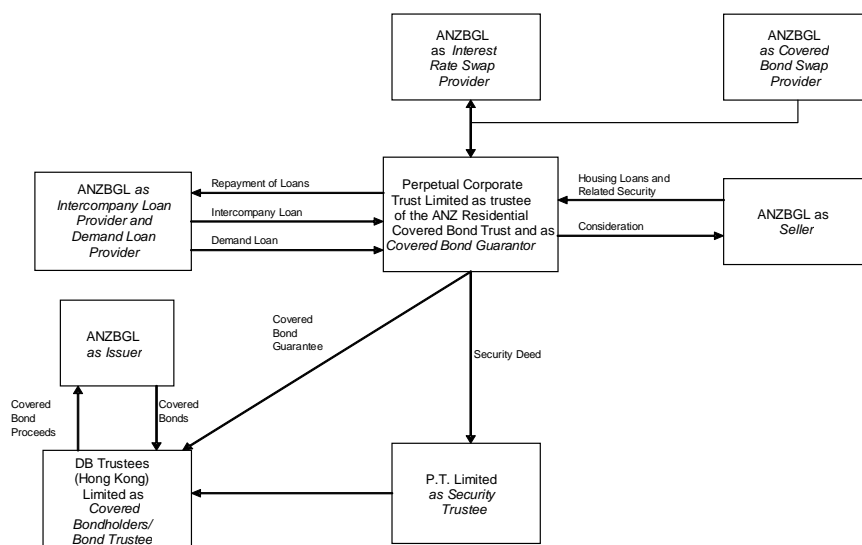 ANZBGL
as Interest
Rate Swap
Provider
ANZBGL
as Covered
Bond Swap
Provider
ANZBGL as
Intercompany Loan
Provider and
Demand Loan
Provider
Repayment of Loans
Intercompany Loan
Demand Loan
Perpetual Corporate
Trust Limited as trustee
of the ANZ Residential
Covered Bond Trust and as
Covered Bond Guarantor
Housing Loans and
Related Security
Consideration
ANZBGL as
Seller
ANZBGL
as Issuer
Covered
Bond
Guarantee
Security Deed
Covered
Bond
Proceeds
Covered
Bonds
DB Trustees
(Hong Kong)
Limited as
Covered
Bondholders/
Bond Trustee
P.T. Limited
as Security
Trustee